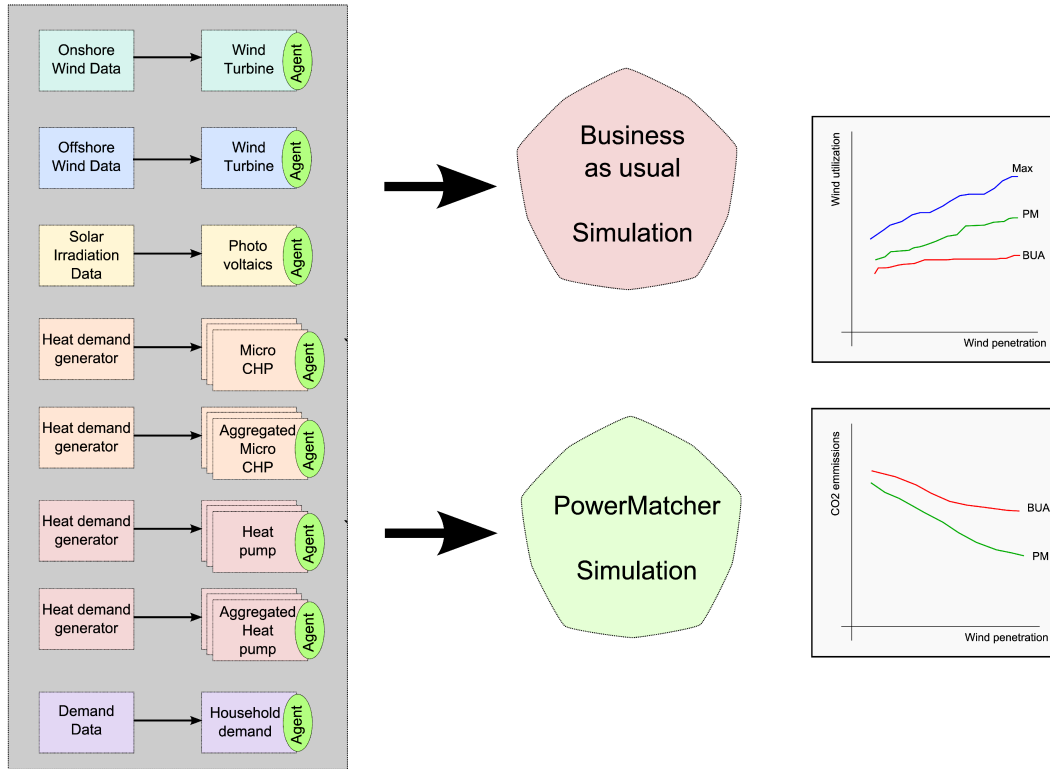 Onshore
Wind Data
Wind
Turbine
Agent
Offshore
Wind Data
Wind
Turbine
Agent
Solar
Irradiation
Data
Photo
voltaics
Agent
Heat demand
generator
Micro
CHP
Agent
Heat demand
generator
Aggregated
Micro
CHP
Agent
Heat demand
generator
Heat
pump
Agent
Heat demand
generator
Aggregated
Heat
pump
Agent
Demand
Data
Household
demand
Agent
Business
as usual
Simulation
PowerMatcher
Simulation
Wind utilization
Max
PM
BUA
Wind penetration
CO2 emmissions
BUA
PM
Wind penetration